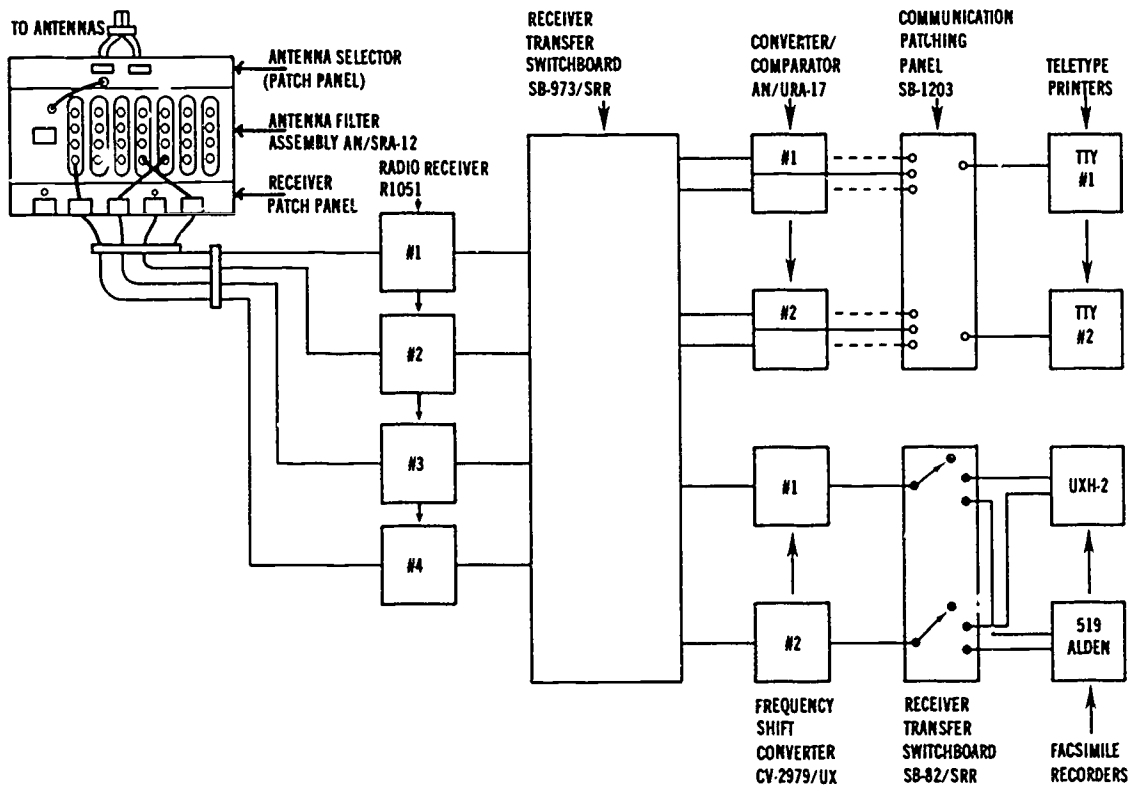 TO ANTENNAS
ANTENNA SELECTOR
(PATCH PANEL)
ANTENNA FILTER
ASSEMBLY AN/SRA-12
RECEIVER
PATCH PANEL
RADIO RECEIVER
R1051
#1
#2
#3
#4
RECEIVER
TRANSFER
SWITCHBOARD
SB-973/SRR
CONVERTER/
COMPARATOR
AN/URA-17
#1
#2
COMMUNICATION
PATCHING
PANEL
SB-1203
TELETYPE
PRINTERS
TTY
#1
TTY
#2
#1
#2
FREQUENCY
SHIFT
CONVERTER
CV-2979/UX
RECEIVER
TRANSFER
SWITCHBOARD
SB-82/SRR
UXH-2
519
ALDEN
FACSIMILE
RECORDERS